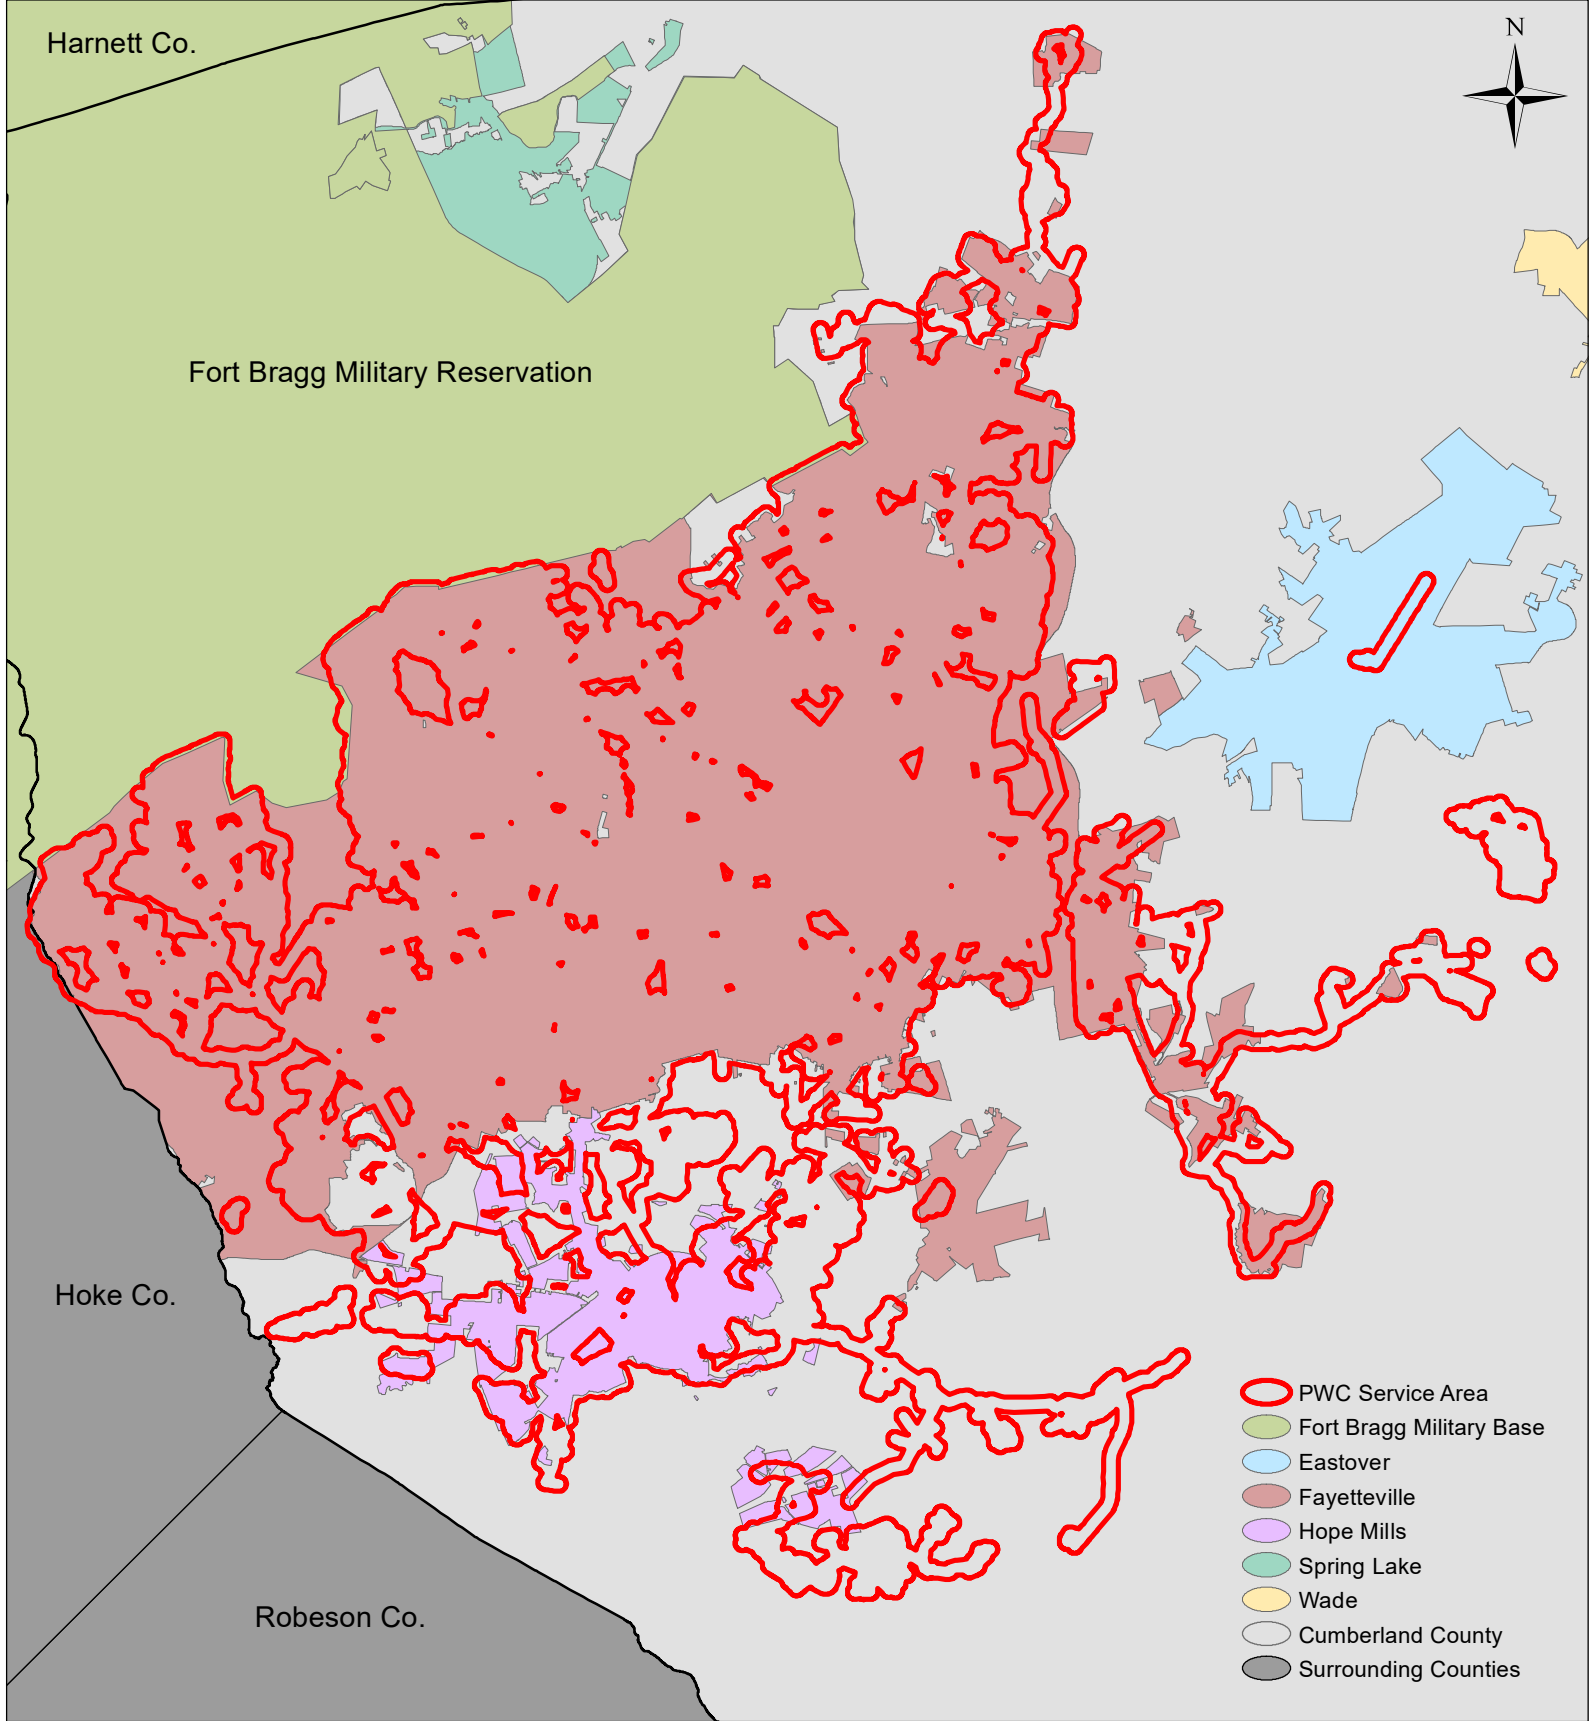 Harnett Co.
N
Fort Bragg Military Reservation
Hoke Co.
Robeson Co.
PWC Service Area
Fort Bragg Military Base
Eastover
Fayetteville
Hope Mills
Spring Lake
Wade
Cumberland County
Surrounding Counties